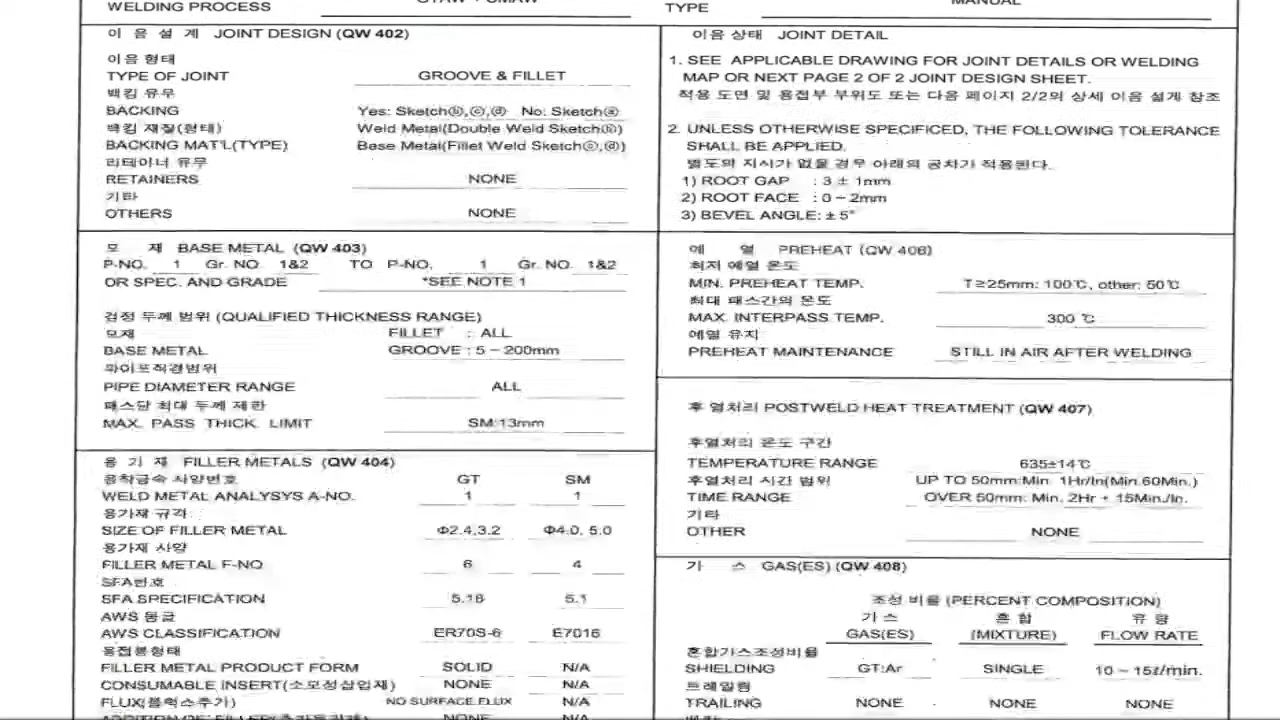 WELDING PROCESS
TYPE MANUAL
이 음 설 계 JOINT DESIGN (QW 402)
이음 형태
TYPE OF JOINT GROOVE & FILLET
백킹 유무
BACKING Yes: Sketchⓑ,ⓒ,ⓓ No: Sketchⓐ
백킹 재질(형태) Weld Metal(Double Weld Sketchⓑ)
BACKING MAT'L(TYPE) Base Metal(Fillet Weld Sketchⓒ,ⓓ)
리테이너 유무
RETAINERS NONE
기타
OTHERS NONE
이음 상태 JOINT DETAIL
1. SEE APPLICABLE DRAWING FOR JOINT DETAILS OR WELDING
MAP OR NEXT PAGE 2 OF 2 JOINT DESIGN SHEET.
적용 도면 및 용접부 부위도 또는 다음 페이지 2/2의 상세 이음 설계 참조
2. UNLESS OTHERWISE SPECIFICED, THE FOLLOWING TOLERANCE
SHALL BE APPLIED.
별도의 지시가 없을 경우 아래의 공차가 적용된다.
1) ROOT GAP : 3 ± 1mm
2) ROOT FACE : 0 ~ 2mm
3) BEVEL ANGLE: ± 5°
모 재 BASE METAL (QW 403)
P-NO. 1 Gr. NO. 1&2 TO P-NO. 1 Gr. NO. 1&2
OR SPEC. AND GRADE *SEE NOTE 1
검정 두께 범위 (QUALIFIED THICKNESS RANGE)
모재 FILLET : ALL
BASE METAL GROOVE : 5 ~ 200mm
파이프직경범위
PIPE DIAMETER RANGE ALL
패스당 최대 두께 제한
MAX. PASS THICK. LIMIT SM:13mm
예 열 PREHEAT (QW 406)
최저 예열 온도
MIN. PREHEAT TEMP. T≥25mm: 100℃, other: 50℃
최대 패스간의 온도
MAX. INTERPASS TEMP. 300 ℃
예열 유지
PREHEAT MAINTENANCE STILL IN AIR AFTER WELDING
후 열처리 POSTWELD HEAT TREATMENT (QW 407)
후열처리 온도 구간
TEMPERATURE RANGE 635±14℃
후열처리 시간 범위 UP TO 50mm:Min. 1Hr/In(Min.60Min.)
TIME RANGE OVER 50mm: Min. 2Hr + 15Min./In.
기타
OTHER NONE
용 가 재 FILLER METALS (QW 404)
용착금속 사양번호 GT SM
WELD METAL ANALYSYS A-NO. 1 1
용가재 규격
SIZE OF FILLER METAL Φ2.4,3.2 Φ4.0, 5.0
용가재 사양
FILLER METAL F-NO 6 4
SFA번호
SFA SPECIFICATION 5.18 5.1
AWS 등급
AWS CLASSIFICATION ER70S-6 E7016
용접봉형태
FILLER METAL PRODUCT FORM SOLID N/A
CONSUMABLE INSERT(소모성삽입재) NONE N/A
FLUX(플럭스추가) NO SURFACE FLUX N/A
가 스 GAS(ES) (QW 408)
조성 비율 (PERCENT COMPOSITION)
가 스 혼 합 유 량
GAS(ES) (MIXTURE) FLOW RATE
혼합가스조성비율
SHIELDING GT:Ar SINGLE 10 ~ 15ℓ/min.
트레일링
TRAILING NONE NONE NONE